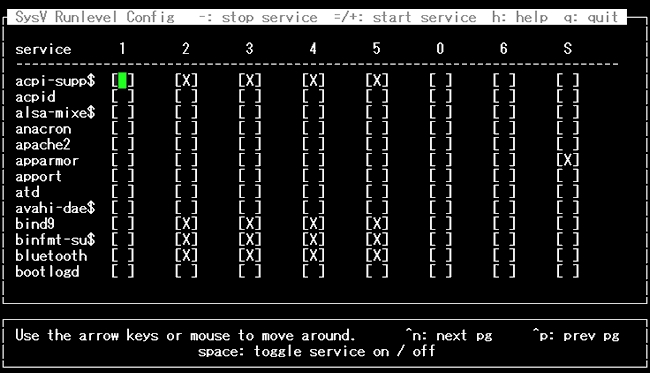 SysV Runlevel Config   -: stop service  =/+: start service  h: help  q: quit
service      1       2       3       4       5       0       6       S
acpi-supp$  [ ]     [X]     [X]     [X]     [X]     [ ]     [ ]     [ ]
acpid       [ ]     [ ]     [ ]     [ ]     [ ]     [ ]     [ ]     [ ]
alsa-mixe$  [ ]     [ ]     [ ]     [ ]     [ ]     [ ]     [ ]     [ ]
anacron     [ ]     [ ]     [ ]     [ ]     [ ]     [ ]     [ ]     [ ]
apache2     [ ]     [ ]     [ ]     [ ]     [ ]     [ ]     [ ]     [ ]
apparmor    [ ]     [ ]     [ ]     [ ]     [ ]     [ ]     [ ]     [X]
apport      [ ]     [ ]     [ ]     [ ]     [ ]     [ ]     [ ]     [ ]
atd         [ ]     [ ]     [ ]     [ ]     [ ]     [ ]     [ ]     [ ]
avahi-dae$  [ ]     [ ]     [ ]     [ ]     [ ]     [ ]     [ ]     [ ]
bind9       [ ]     [X]     [X]     [X]     [X]     [ ]     [ ]     [ ]
binfmt-su$  [ ]     [X]     [X]     [X]     [X]     [ ]     [ ]     [ ]
bluetooth   [ ]     [X]     [X]     [X]     [X]     [ ]     [ ]     [ ]
bootlogd    [ ]     [ ]     [ ]     [ ]     [ ]     [ ]     [ ]     [ ]
Use the arrow keys or mouse to move around.      ^n: next pg     ^p: prev pg
space: toggle service on / off